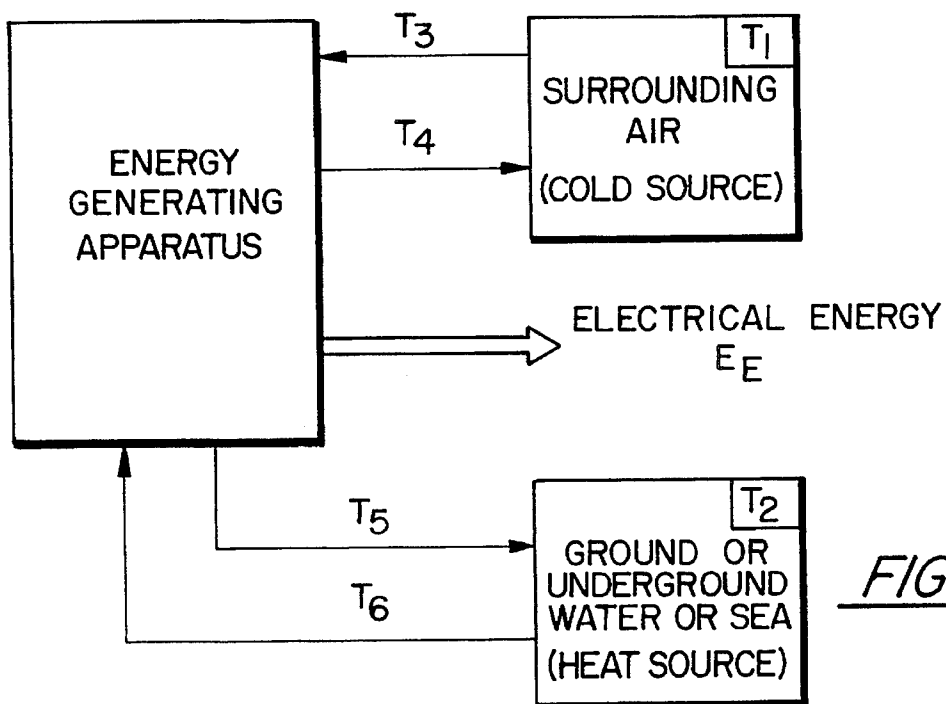 T3
T1
SURROUNDING
AIR
(COLD SOURCE)
T4
ENERGY
GENERATING
APPARATUS
ELECTRICAL ENERGY
EE
T5
T2
GROUND OR
UNDERGROUND
WATER OR SEA
(HEAT SOURCE)
T6
FIG